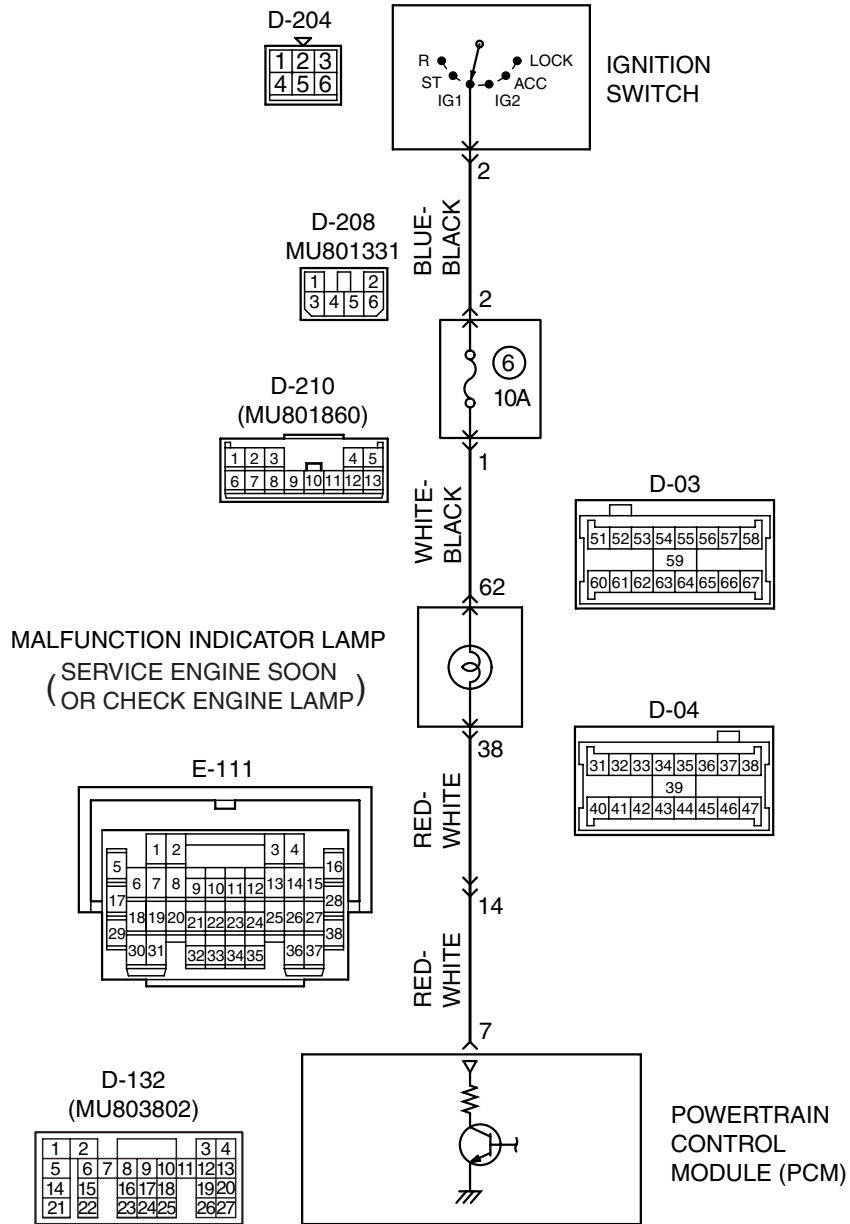 D-204
1 2 3
4 5 6
R
ST
IG1
IG2
ACC
LOCK
IGNITION
SWITCH
2
BLUE-
BLACK
D-208
MU801331
1 2
3 4 5 6
2
6
10A
D-210
(MU801860)
1 2 3 4 5
6 7 8 9 10 11 12 13
1
WHITE-
BLACK
D-03
51 52 53 54 55 56 57 58
59
60 61 62 63 64 65 66 67
62
MALFUNCTION INDICATOR LAMP
(SERVICE ENGINE SOON
OR CHECK ENGINE LAMP)
38
RED-
WHITE
D-04
31 32 33 34 35 36 37 38
39
40 41 42 43 44 45 46 47
E-111
1 2 3 4
5 16
6 7 8 9 10 11 12 13 14 15
17 28
18 19 20 21 22 23 24 25 26 27
29 38
30 31 32 33 34 35 36 37
14
RED-
WHITE
7
D-132
(MU803802)
1 2 3 4
5 6 7 8 9 10 11 12 13
14 15 16 17 18 19 20
21 22 23 24 25 26 27
POWERTRAIN
CONTROL
MODULE (PCM)